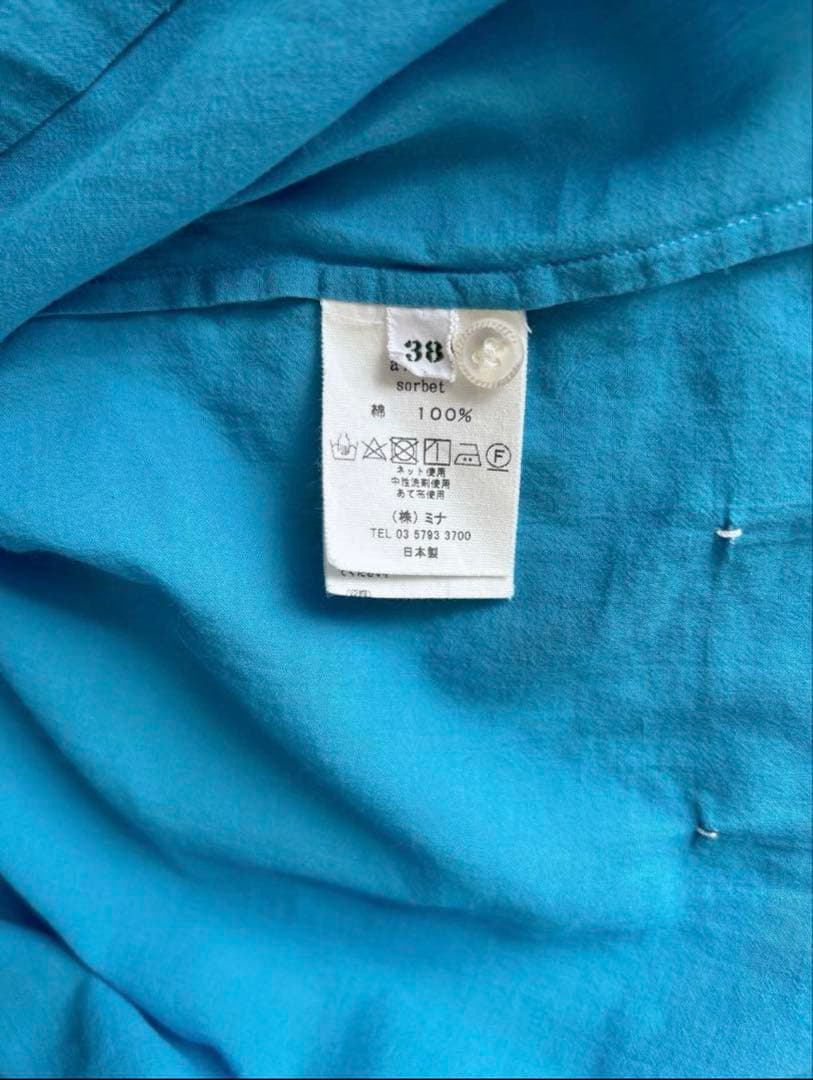 38
sorbet
棉 100%
F
ネット使用
中性洗剤使用
あて布使用
(株)ミナ
TEL 03 5793 3700
日本製